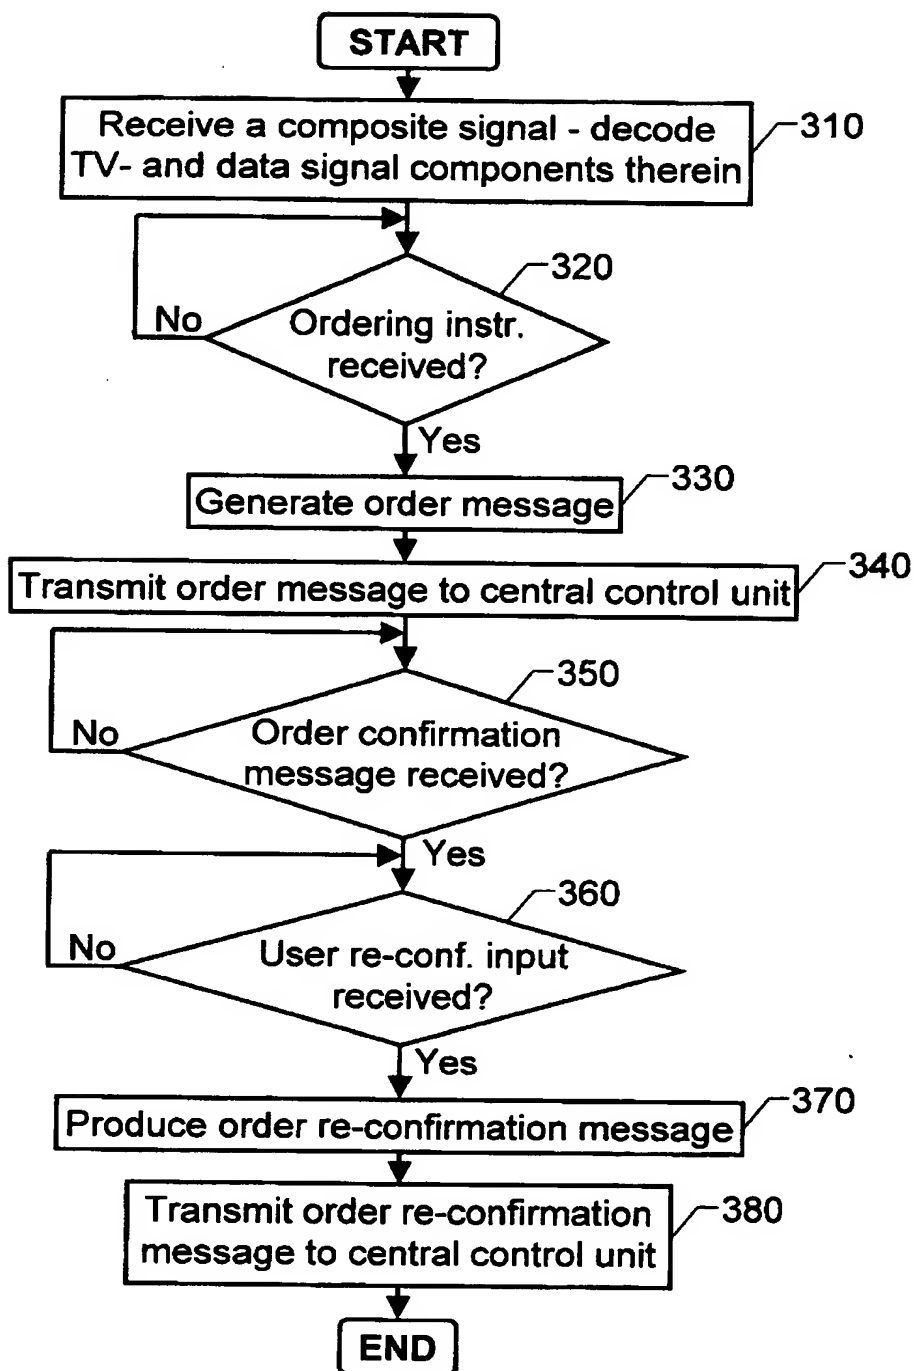 START
Receive a composite signal - decode
TV- and data signal components therein
310
320
No
Ordering instr.
received?
Yes
330
Generate order message
340
Transmit order message to central control unit
350
No
Order confirmation
message received?
Yes
360
No
User re-conf. input
received?
Yes
370
Produce order re-confirmation message
Transmit order re-confirmation
message to central control unit
380
END